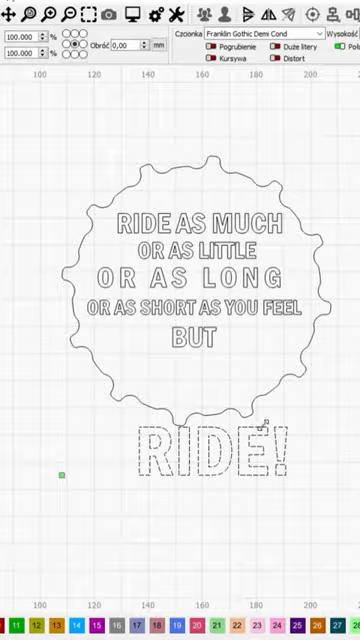 100.000 %
100.000 %
Obróć 0,00 mm
Czcionka Franklin Gothic Demi Cond Wysokość
Pogrubienie Duże litery
Kursywa Distort
100 120 140 160 180 200
RIDE AS MUCH
OR AS LITTLE
OR AS LONG
OR AS SHORT AS YOU FEEL
BUT
RIDE!
100 120 140 160 180 200
11 12 13 14 15 16 17 18 19 20 21 22 23 24 25 26 27